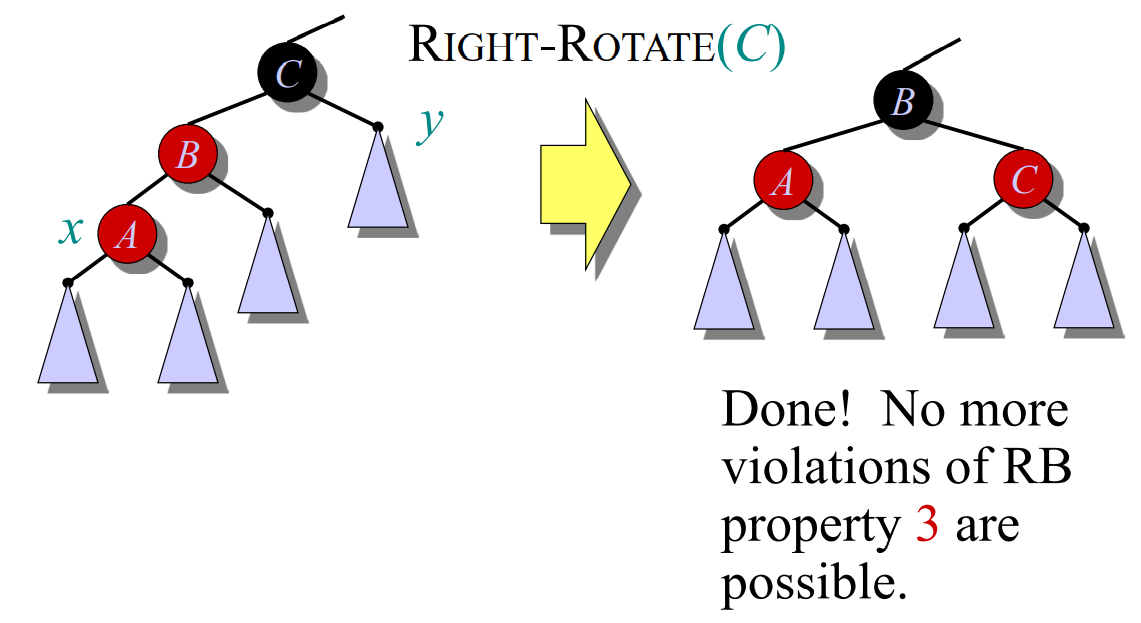 RIGHT-ROTATE(C)
C
y
B
x
A
B
A
C
Done! No more
violations of RB
property 3 are
possible.